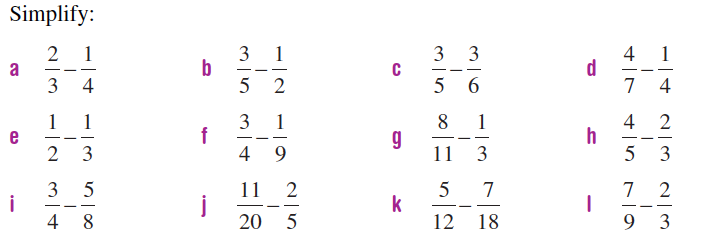 Simplify:
a 2/3 − 1/4 b 3/5 − 1/2 c 3/5 − 3/6 d 4/7 − 1/4
e 1/2 − 1/3 f 3/4 − 1/9 g 8/11 − 1/3 h 4/5 − 2/3
i 3/4 − 5/8 j 11/20 − 2/5 k 5/12 − 7/18 l 7/9 − 2/3